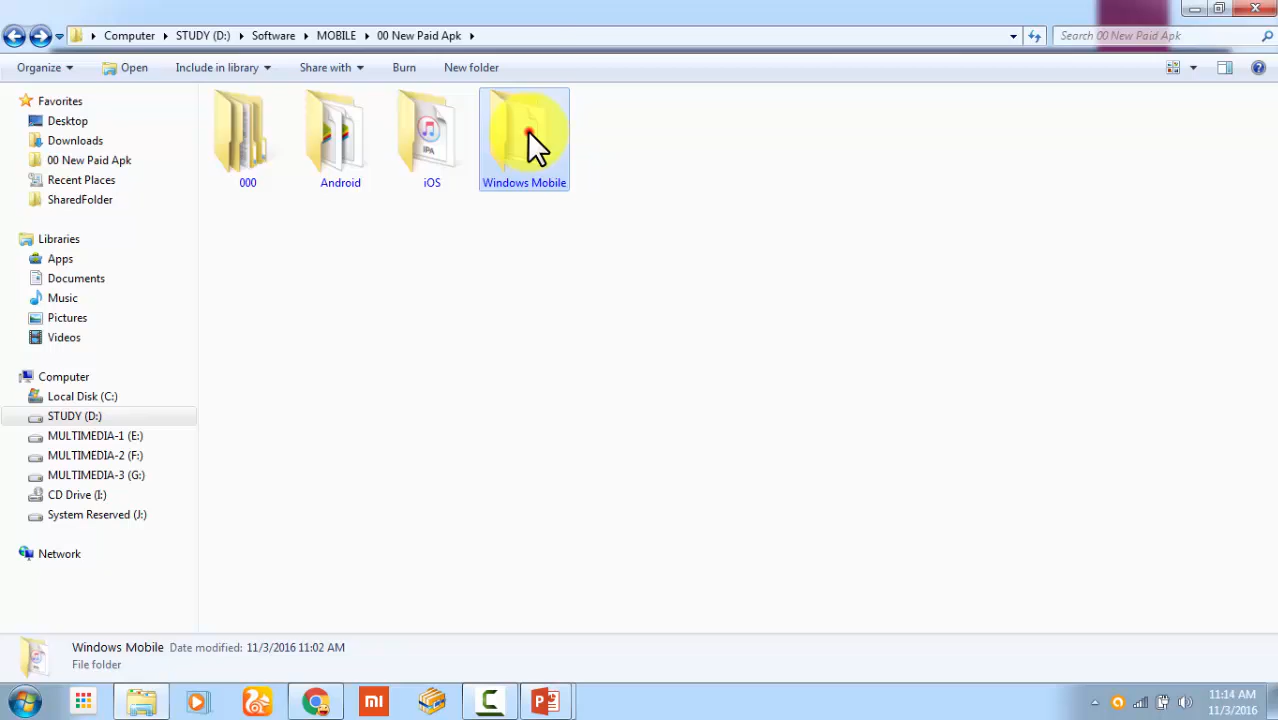 Computer STUDY (D:) Software MOBILE 00 New Paid Apk
Search 00 New Paid Apk
Organize Open Include in library Share with Burn New folder
Favorites
Desktop
Downloads
00 New Paid Apk
Recent Places
SharedFolder
Libraries
Apps
Documents
Music
Pictures
Videos
Computer
Local Disk (C:)
STUDY (D:)
MULTIMEDIA-1 (E:)
MULTIMEDIA-2 (F:)
MULTIMEDIA-3 (G:)
CD Drive (I:)
System Reserved (J:)
Network
IPA
000 Android iOS Windows Mobile
Windows Mobile Date modified: 11/3/2016 11:02 AM
File folder
mi
11:14 AM
11/3/2016